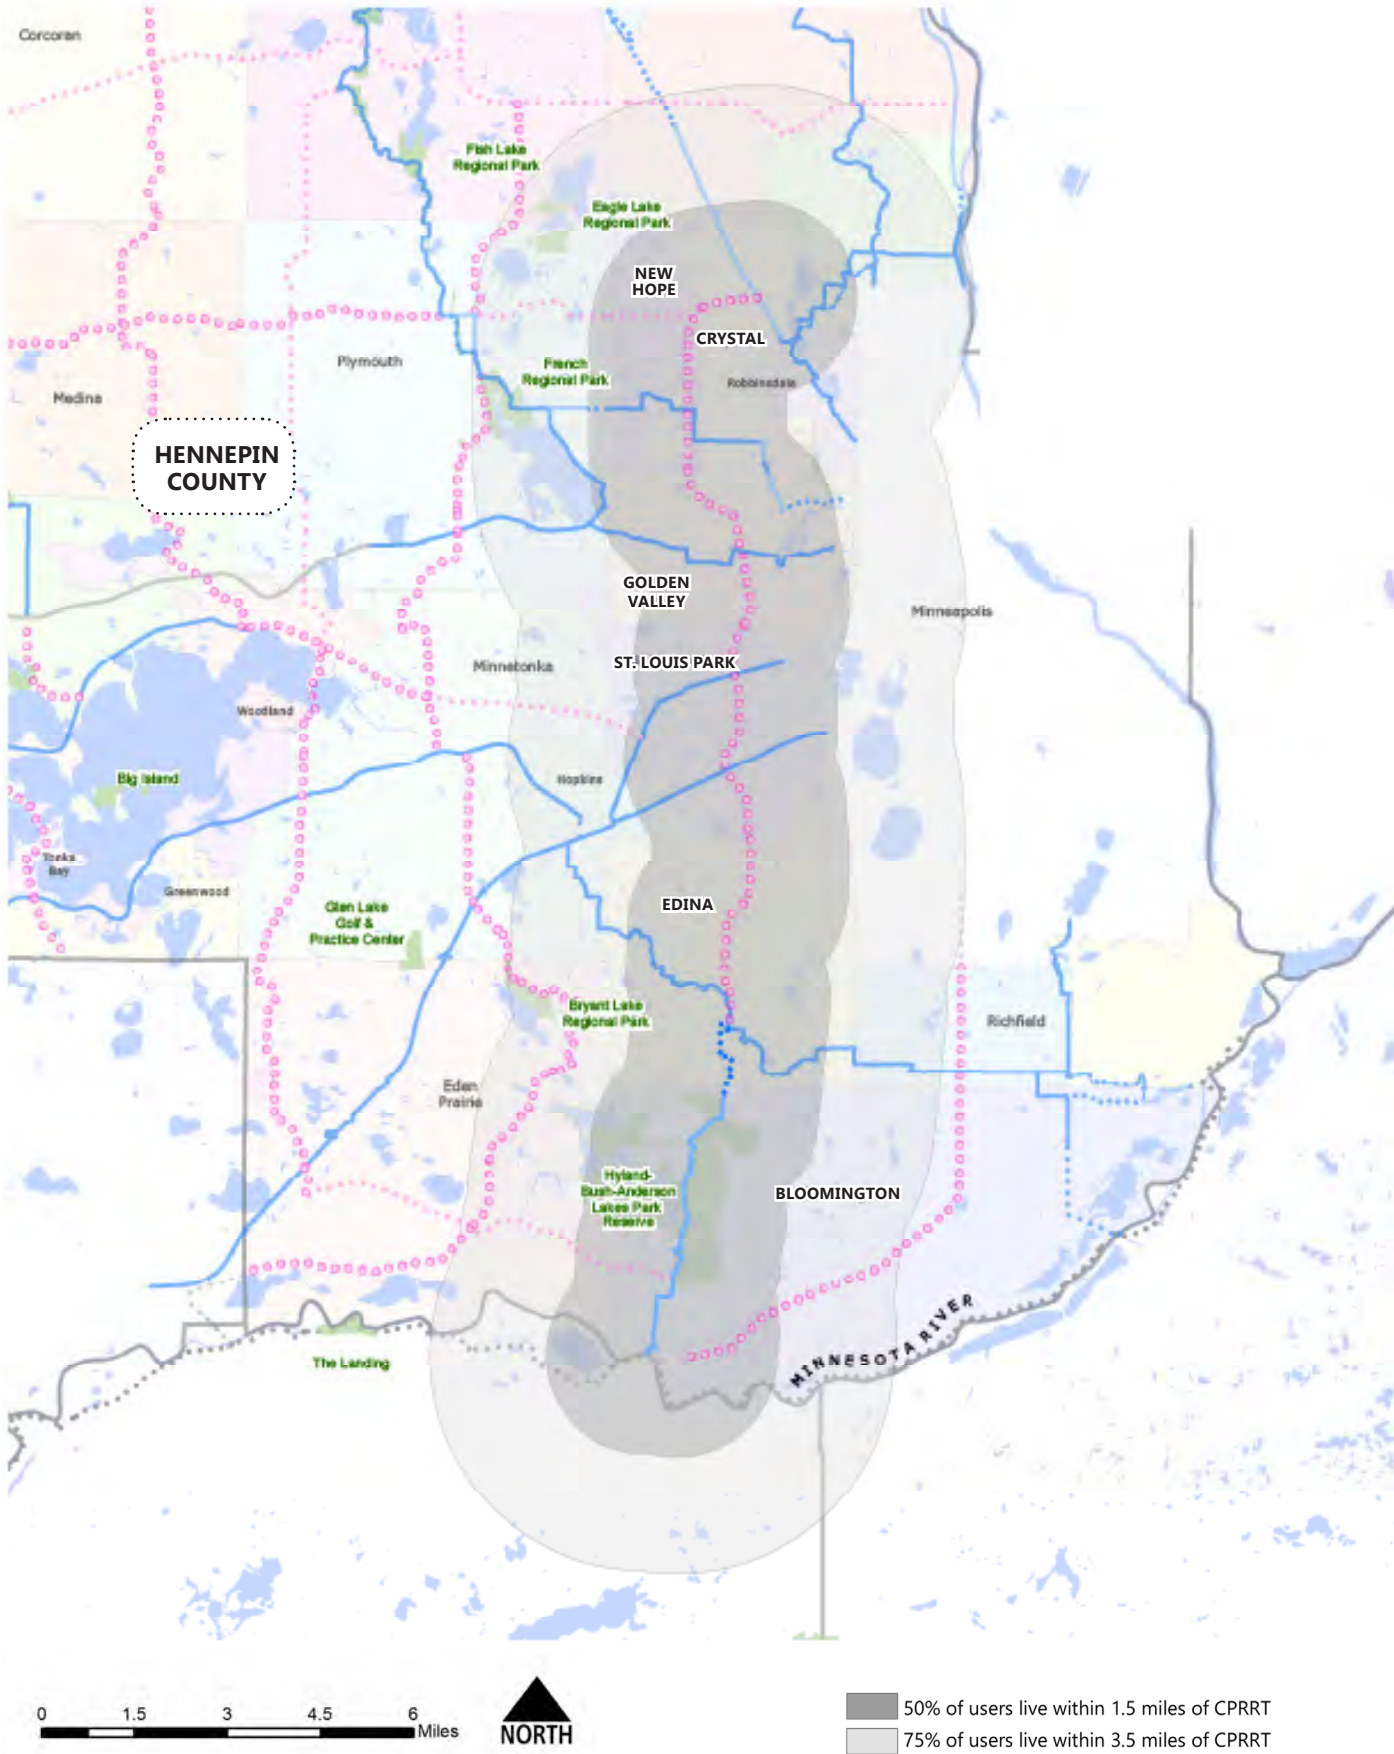 Corcoran
Fish Lake
Regional Park
Eagle Lake
Regional Park
NEW
HOPE
CRYSTAL
Plymouth
French
Regional Park
Robbinsdale
Medina
HENNEPIN
COUNTY
GOLDEN
VALLEY
Minneapolis
ST. LOUIS PARK
Minnetonka
Woodland
Big Island
Hopkins
Tonka
Bay
Greenwood
EDINA
Glen Lake
Golf &
Practice Center
Bryant Lake
Regional Park
Richfield
Eden
Prairie
Hyland-
Bush-Anderson
Lakes Park
Reserve
BLOOMINGTON
MINNESOTA RIVER
The Landing
0 1.5 3 4.5 6
Miles
NORTH
50% of users live within 1.5 miles of CPRRT
75% of users live within 3.5 miles of CPRRT